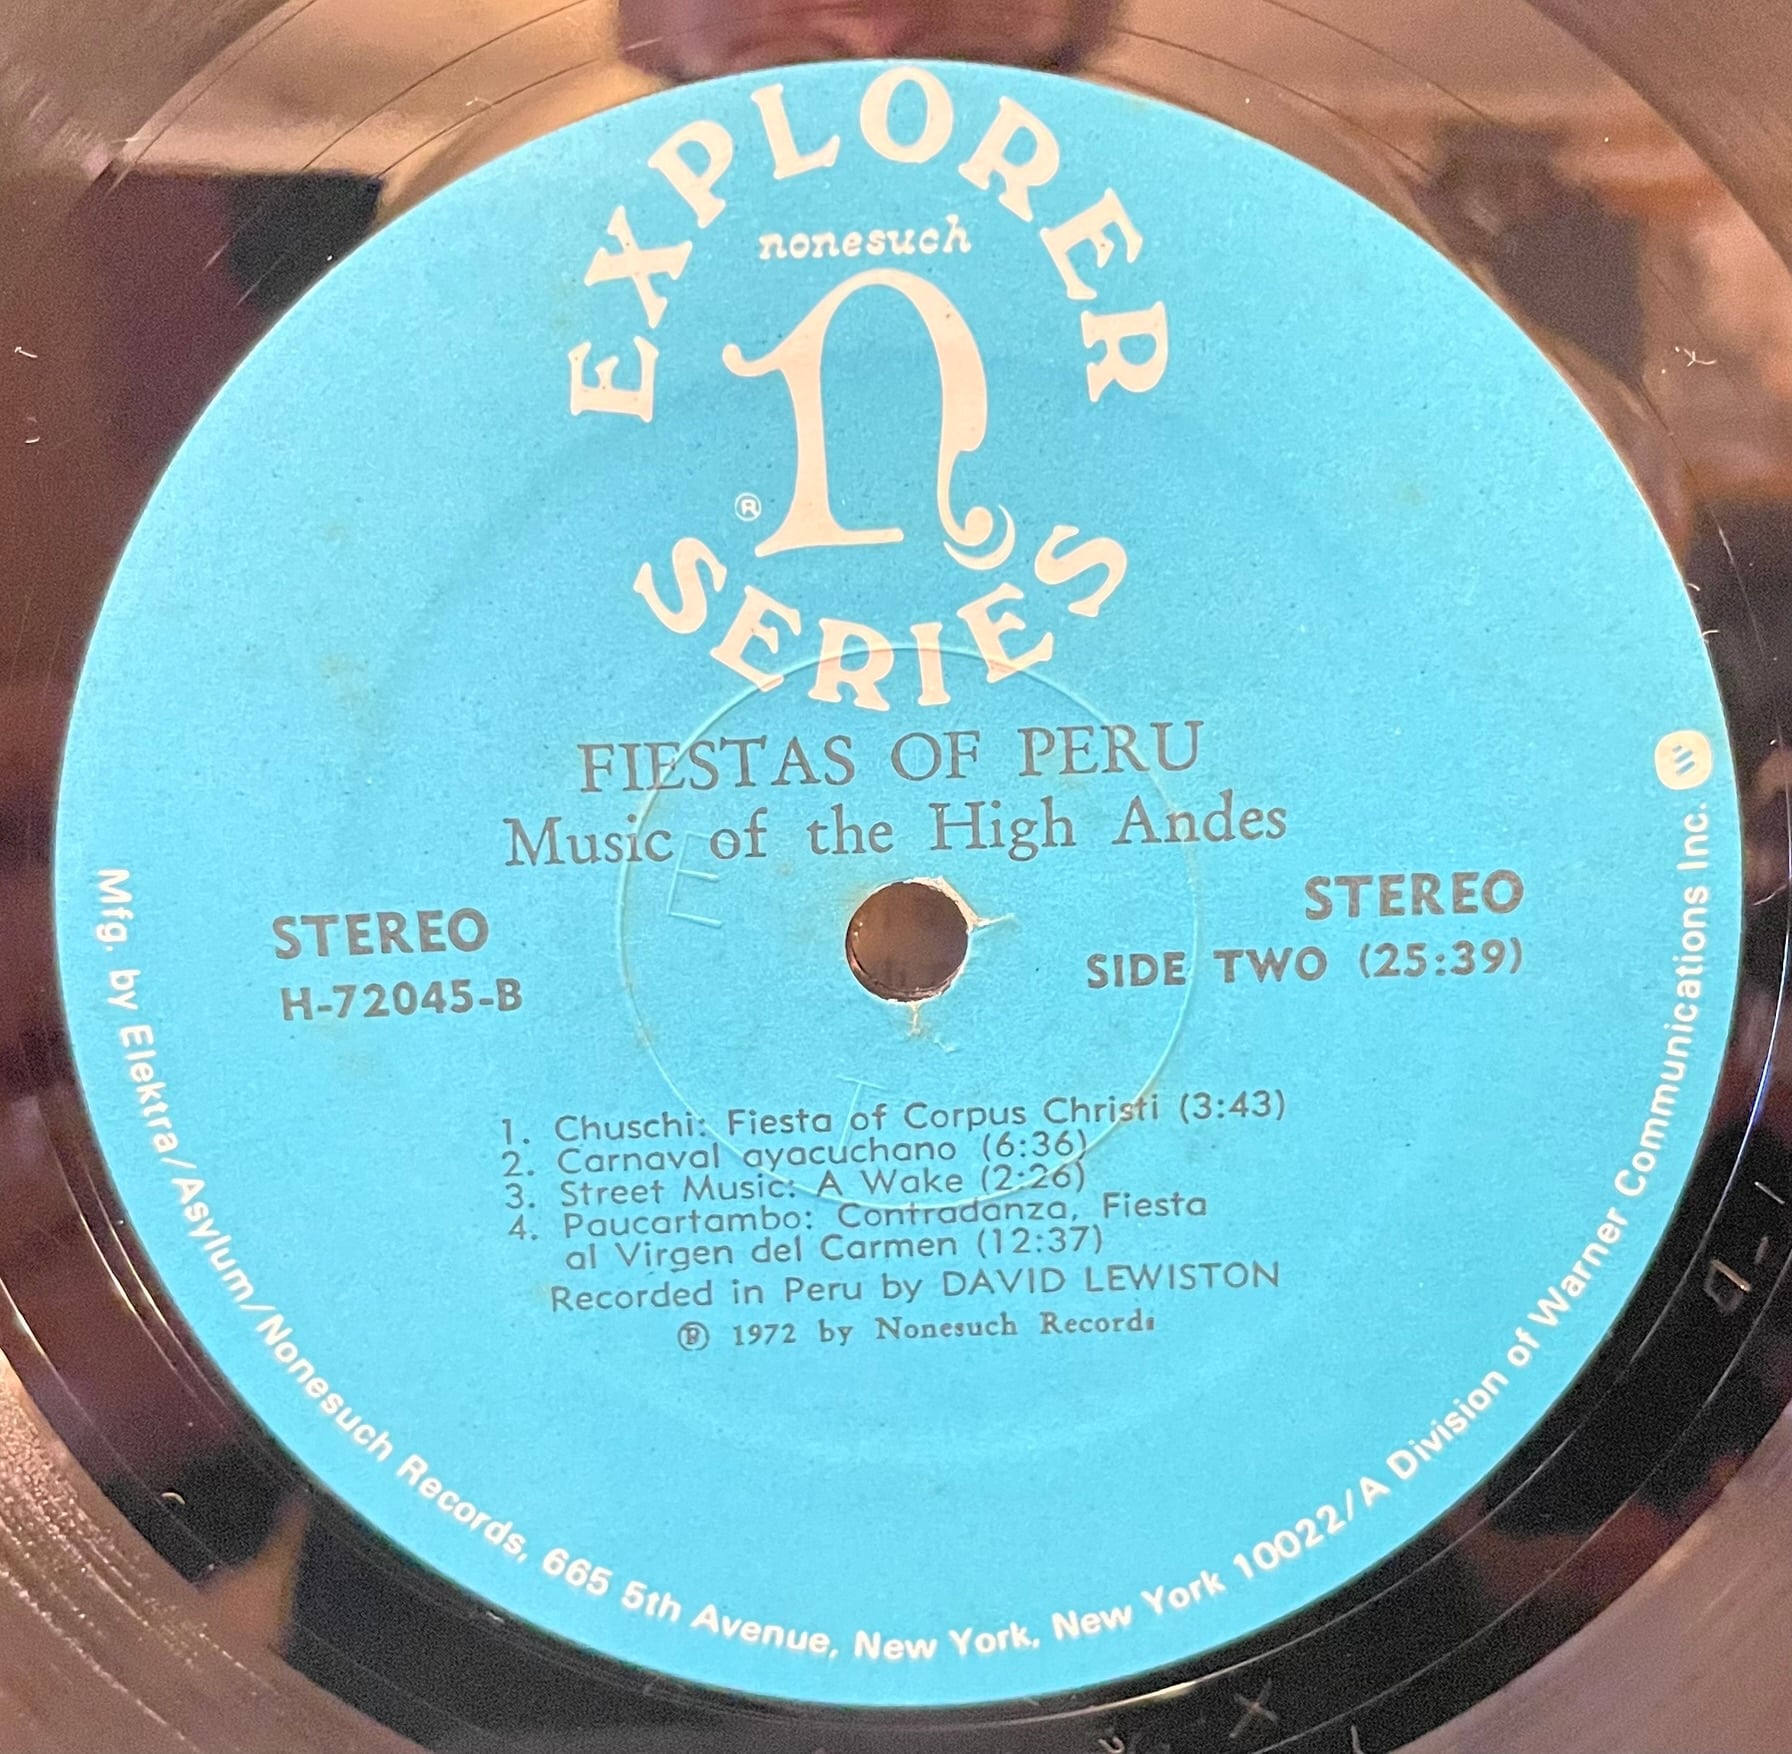 EXPLORER
nonesuch
n
®
SERIES
FIESTAS OF PERU
Music of the High Andes
STEREO
H-72045-B
STEREO
SIDE TWO (25:39)
1. Chuschi: Fiesta of Corpus Christi (3:43)
2. Carnaval ayacuchano (6:36)
3. Street Music: A Wake (2:26)
4. Paucartambo: Contradanza, Fiesta
al Virgen del Carmen (12:37)
Recorded in Peru by DAVID LEWISTON
℗ 1972 by Nonesuch Records
Mfg. by Elektra/Asylum/Nonesuch Records, 665 5th Avenue, New York, New York 10022/A Division of Warner Communications Inc.